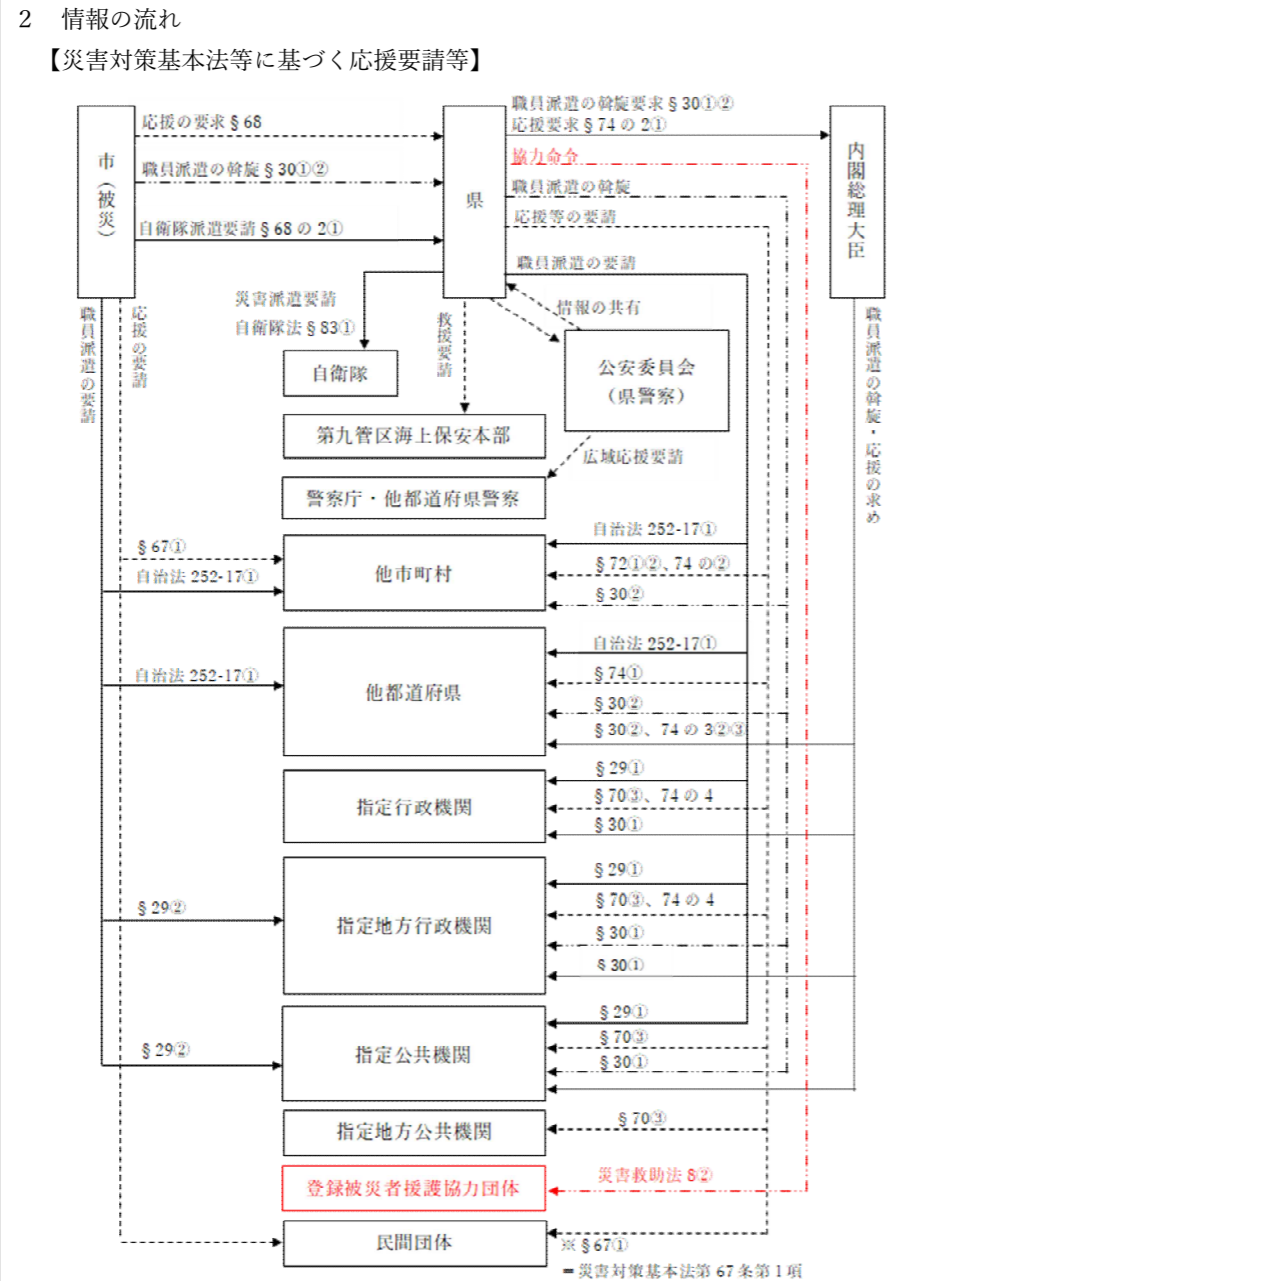 2　情報の流れ
【災害対策基本法等に基づく応援要請等】
市（被災）
応援の要求§68
職員派遣の斡旋§30①②
自衛隊派遣要請§68の2①
県
職員派遣の斡旋要求§30①②
応援要求§74の2①
協力命令
職員派遣の斡旋
応援等の要請
職員派遣の要請
内閣総理大臣
職員派遣の要請
応援の要請
災害派遣要請
自衛隊法§83①
救援要請
情報の共有
職員派遣の斡旋・応援の求め
自衛隊
公安委員会
（県警察）
第九管区海上保安本部
広域応援要請
警察庁・他都道府県警察
§67①
自治法252-17①
他市町村
自治法252-17①
§72①②、74の②
§30②
自治法252-17①
他都道府県
自治法252-17①
§74①
§30②
§30②、74の3②③
指定行政機関
§29①
§70③、74の4
§30①
§29②
指定地方行政機関
§29①
§70③、74の4
§30①
§30①
§29②
指定公共機関
§29①
§70③
§30①
指定地方公共機関
§70③
登録被災者援護協力団体
災害救助法8②
民間団体
※§67①
＝災害対策基本法第67条第1項